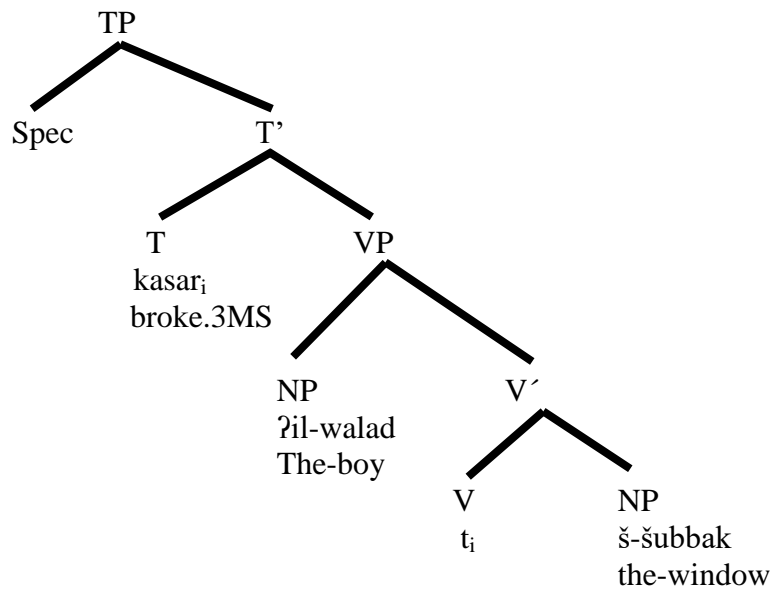 TP
Spec T’
T VP
kasarᵢ
broke.3MS
NP V´
ʔil-walad
The-boy
V NP
tᵢ š-šubbak
the-window